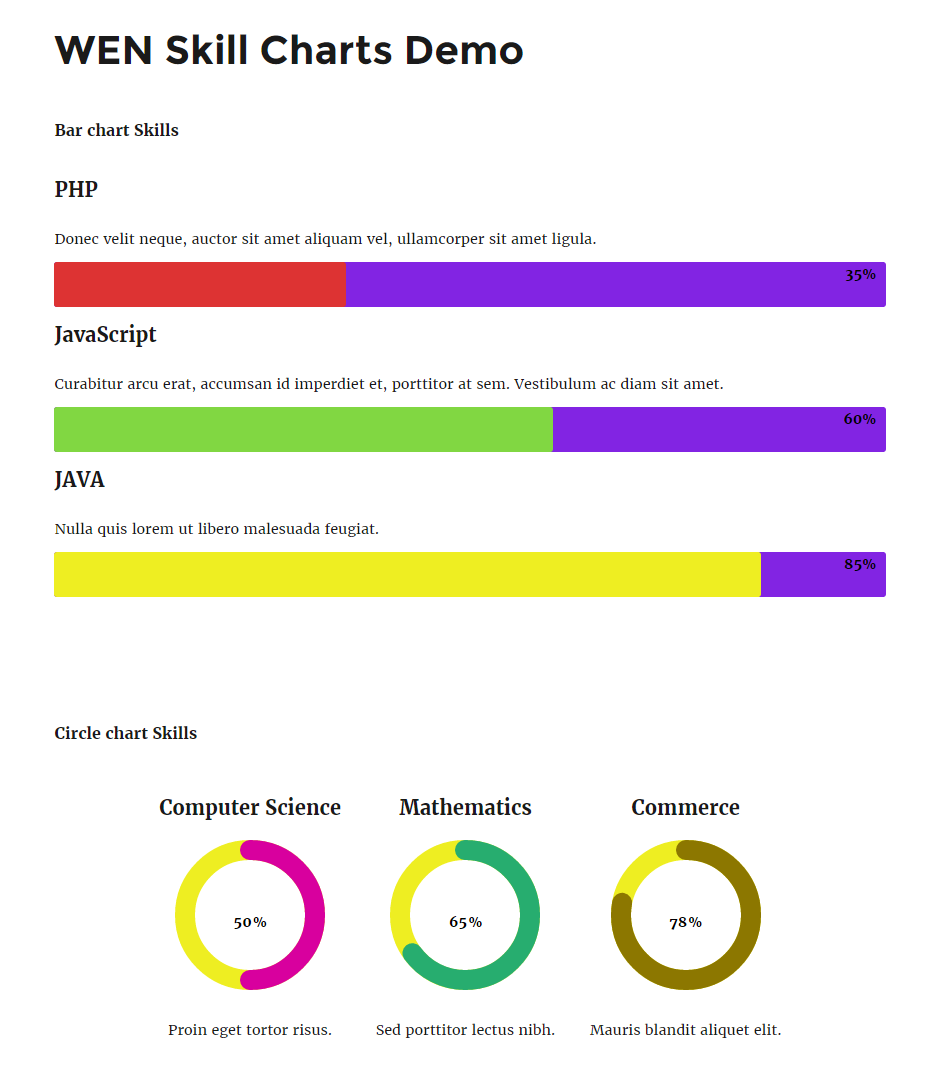 WEN Skill Charts Demo
Bar chart Skills
PHP
Donec velit neque, auctor sit amet aliquam vel, ullamcorper sit amet ligula.
35%
JavaScript
Curabitur arcu erat, accumsan id imperdiet et, porttitor at sem. Vestibulum ac diam sit amet.
60%
JAVA
Nulla quis lorem ut libero malesuada feugiat.
85%
Circle chart Skills
Computer Science Mathematics Commerce
50% 65% 78%
Proin eget tortor risus. Sed porttitor lectus nibh. Mauris blandit aliquet elit.